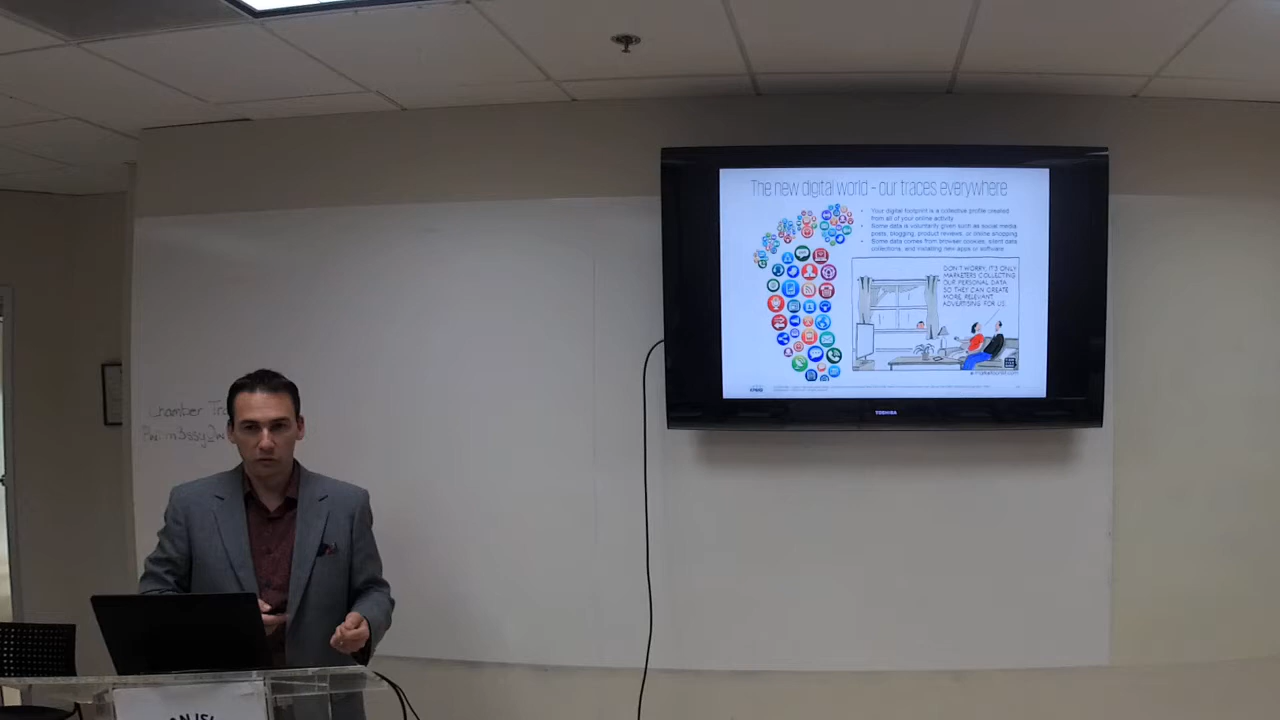 The new digital world – our traces everywhere
• Your digital footprint is a collective profile created
from all of your online activity
• Some data is voluntarily given such as social media
posts, blogging, product reviews, or online shopping
• Some data comes from browser cookies, silent data
collections, and installing new apps or software
DON'T WORRY, IT'S ONLY
MARKETERS COLLECTING
OUR PERSONAL DATA
SO THEY CAN CREATE
MORE RELEVANT
ADVERTISING FOR US.
KPMG
TOSHIBA
Chamber